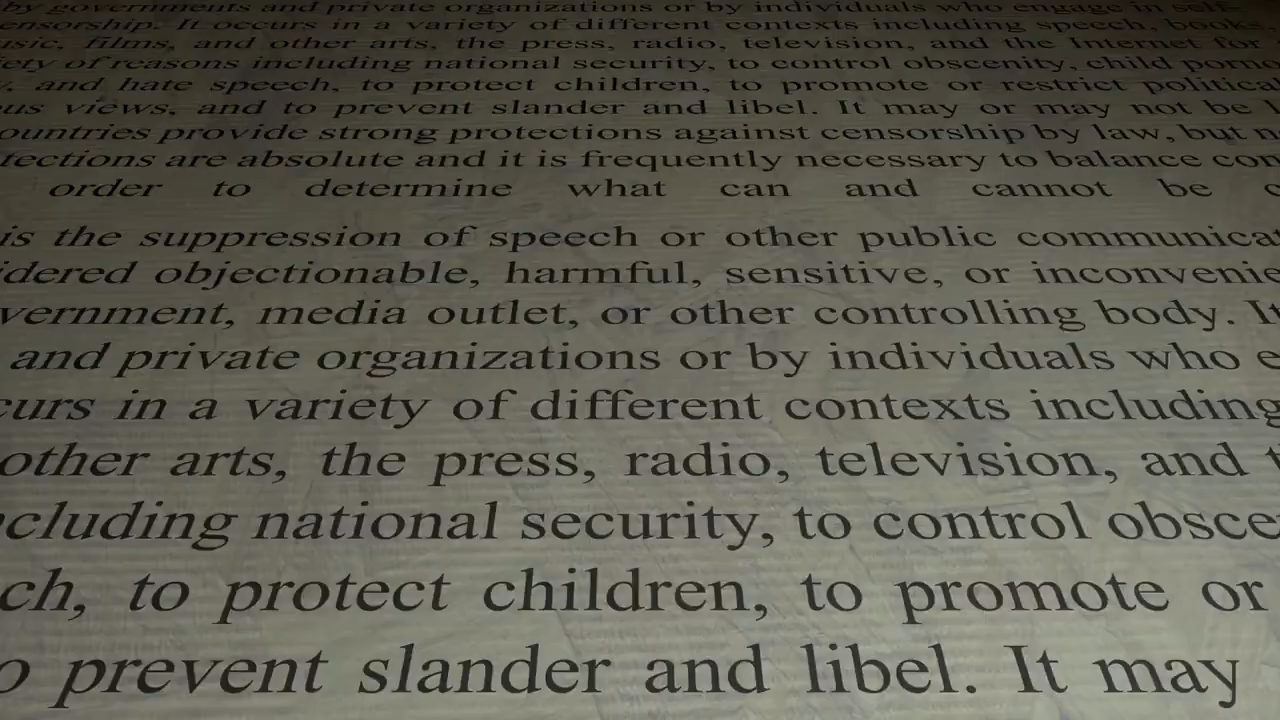 by governments and private organizations or by individuals who engage in self-
censorship. It occurs in a variety of different contexts including speech, books,
usic, films, and other arts, the press, radio, television, and the Internet for
iety of reasons including national security, to control obscenity, child porno
y, and hate speech, to protect children, to promote or restrict political
ous views, and to prevent slander and libel. It may or may not be l
ountries provide strong protections against censorship by law, but n
tections are absolute and it is frequently necessary to balance con
order to determine what can and cannot be c
is the suppression of speech or other public communicat
idered objectionable, harmful, sensitive, or inconvenie
vernment, media outlet, or other controlling body. It
and private organizations or by individuals who e
curs in a variety of different contexts including
other arts, the press, radio, television, and t
ncluding national security, to control obsce
ch, to protect children, to promote or
o prevent slander and libel. It may